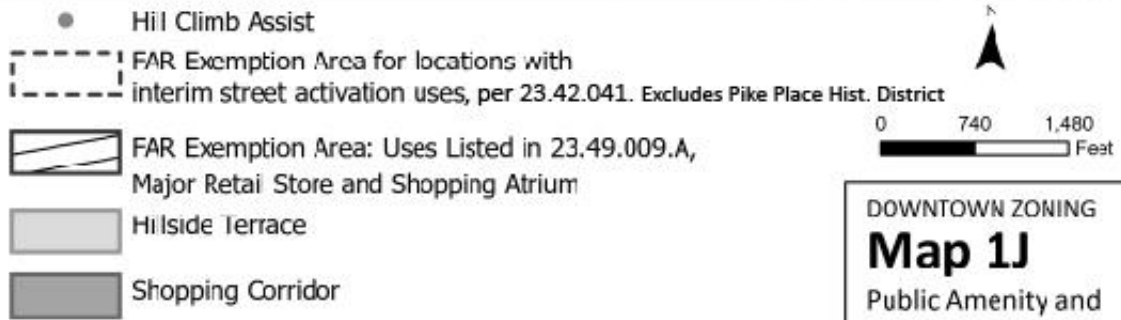 Hill Climb Assist
FAR Exemption Area for locations with
interim street activation uses, per 23.42.041. Excludes Pike Place Hist. District
FAR Exemption Area: Uses Listed in 23.49.009.A,
Major Retai Store and Shopping Atrium
Hillside Terrace
Shopping Corridor
N
0 740 1,480
Feet
DOWNTOWN ZONING
Map 1J
Public Amenity and